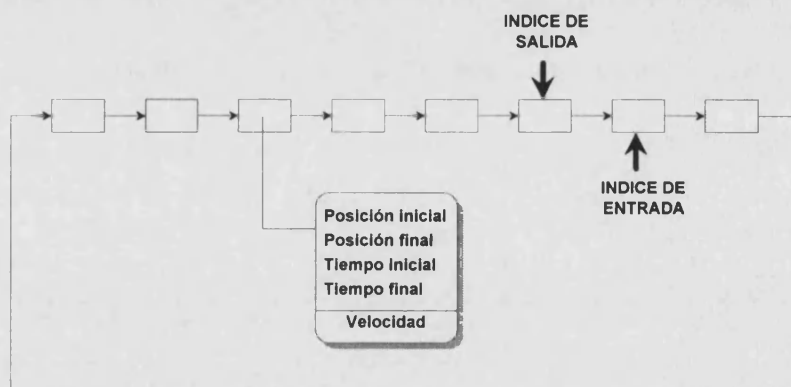 INDICE DE
SALIDA
INDICE DE
ENTRADA
Posición inicial
Posición final
Tiempo inicial
Tiempo final
Velocidad